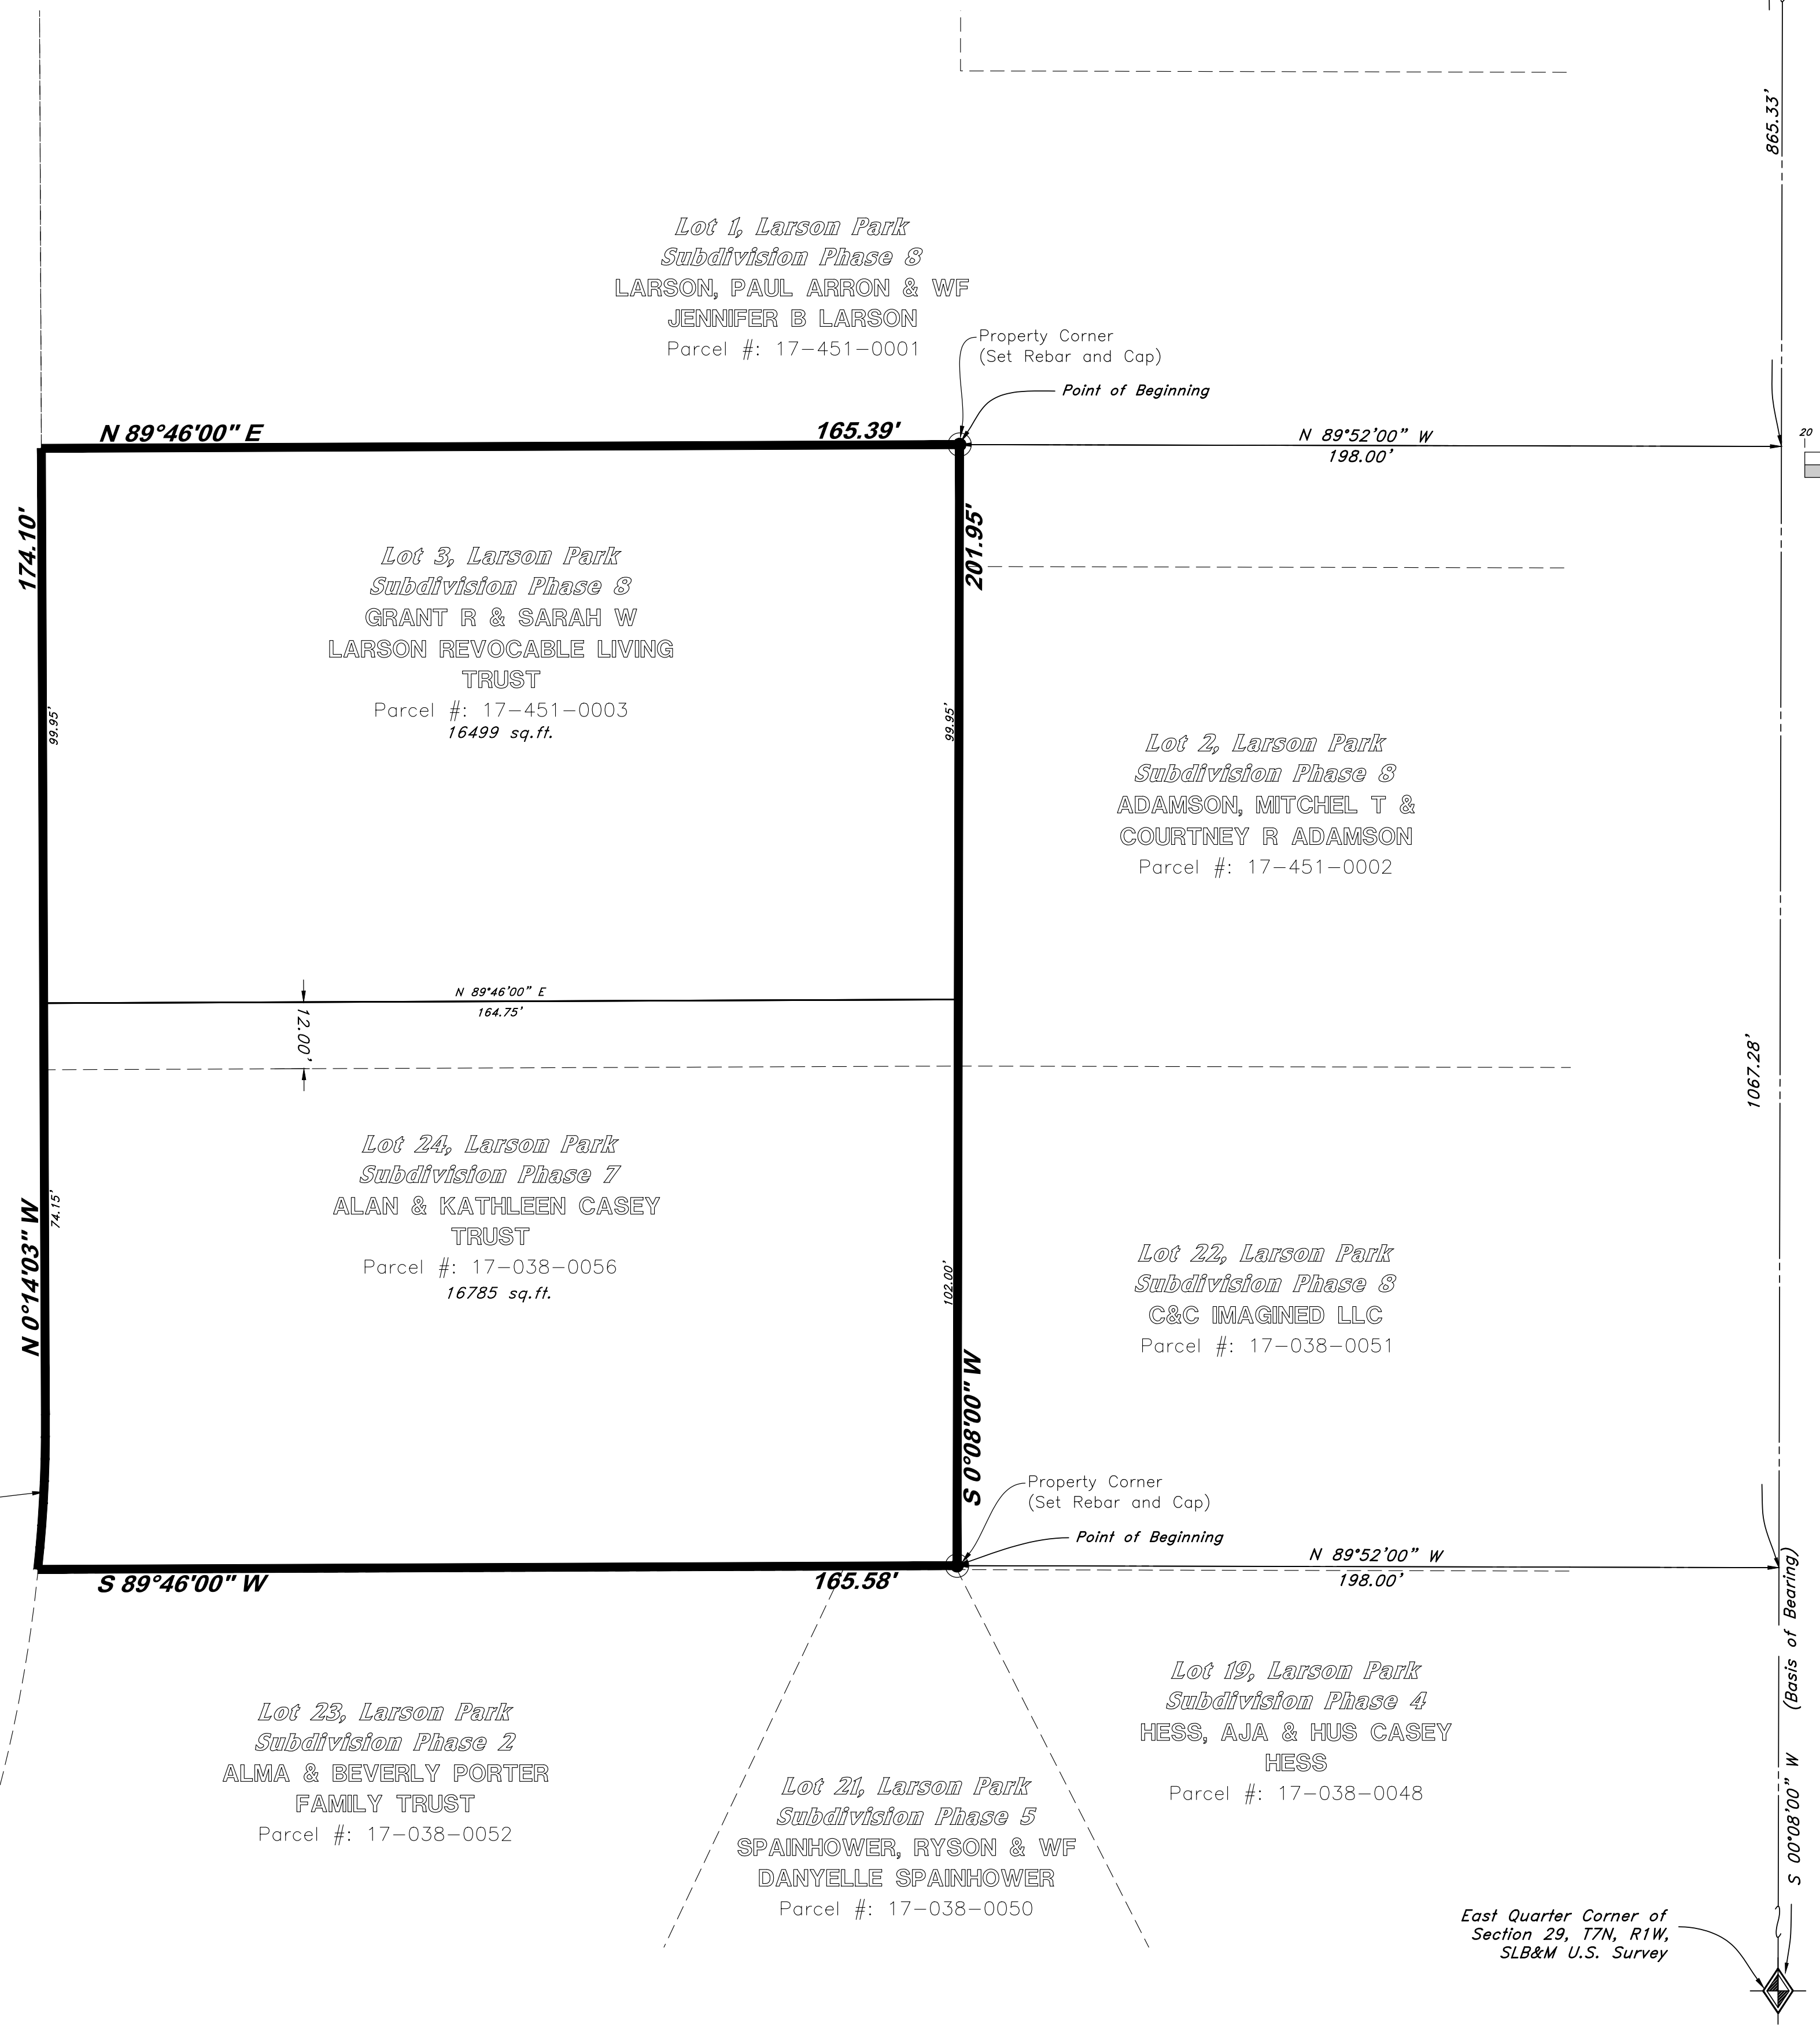 865.33'
Lot 1, Larson Park
Subdivision Phase 8
LARSON, PAUL ARRON & WF
JENNIFER B LARSON
Parcel #: 17-451-0001
Property Corner
(Set Rebar and Cap)
Point of Beginning
N 89°46'00" E
165.39'
N 89°52'00" W
198.00'
20
174.10'
201.95'
Lot 3, Larson Park
Subdivision Phase 8
GRANT R & SARAH W
LARSON REVOCABLE LIVING
TRUST
Parcel #: 17-451-0003
16499 sq.ft.
99.95'
99.95'
Lot 2, Larson Park
Subdivision Phase 8
ADAMSON, MITCHEL T &
COURTNEY R ADAMSON
Parcel #: 17-451-0002
N 89°46'00" E
164.75'
12.00'
1067.28'
Lot 24, Larson Park
Subdivision Phase 7
ALAN & KATHLEEN CASEY
TRUST
Parcel #: 17-038-0056
16785 sq.ft.
74.15'
N 0°14'03" W
102.00'
Lot 22, Larson Park
Subdivision Phase 8
C&C IMAGINED LLC
Parcel #: 17-038-0051
S 0°08'00" W
Property Corner
(Set Rebar and Cap)
Point of Beginning
S 89°46'00" W
165.58'
N 89°52'00" W
198.00'
S 00°08'00" W (Basis of Bearing)
Lot 23, Larson Park
Subdivision Phase 2
ALMA & BEVERLY PORTER
FAMILY TRUST
Parcel #: 17-038-0052
Lot 21, Larson Park
Subdivision Phase 5
SPAINHOWER, RYSON & WF
DANYELLE SPAINHOWER
Parcel #: 17-038-0050
Lot 19, Larson Park
Subdivision Phase 4
HESS, AJA & HUS CASEY
HESS
Parcel #: 17-038-0048
East Quarter Corner of
Section 29, T7N, R1W,
SLB&M U.S. Survey